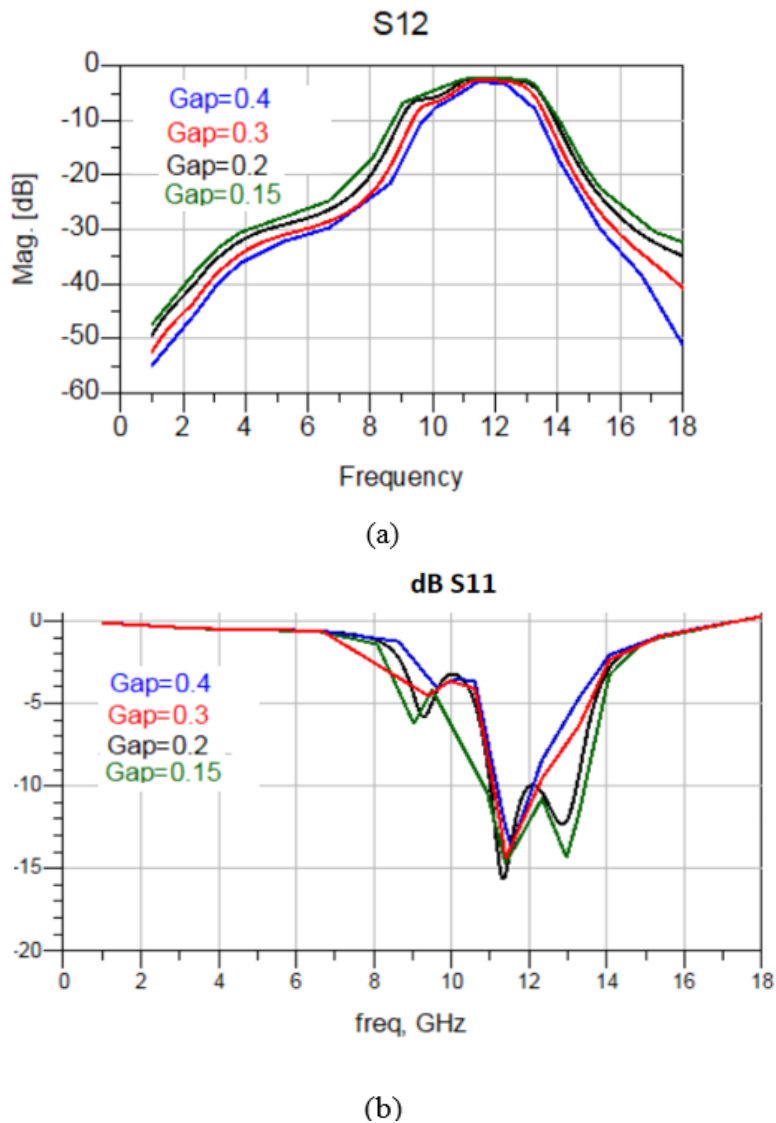 S12
0
-10
-20
-30
-40
-50
-60
Mag. [dB]
Gap=0.4
Gap=0.3
Gap=0.2
Gap=0.15
0 2 4 6 8 10 12 14 16 18
Frequency
(a)
dB S11
0
-5
-10
-15
-20
Gap=0.4
Gap=0.3
Gap=0.2
Gap=0.15
0 2 4 6 8 10 12 14 16 18
freq, GHz
(b)